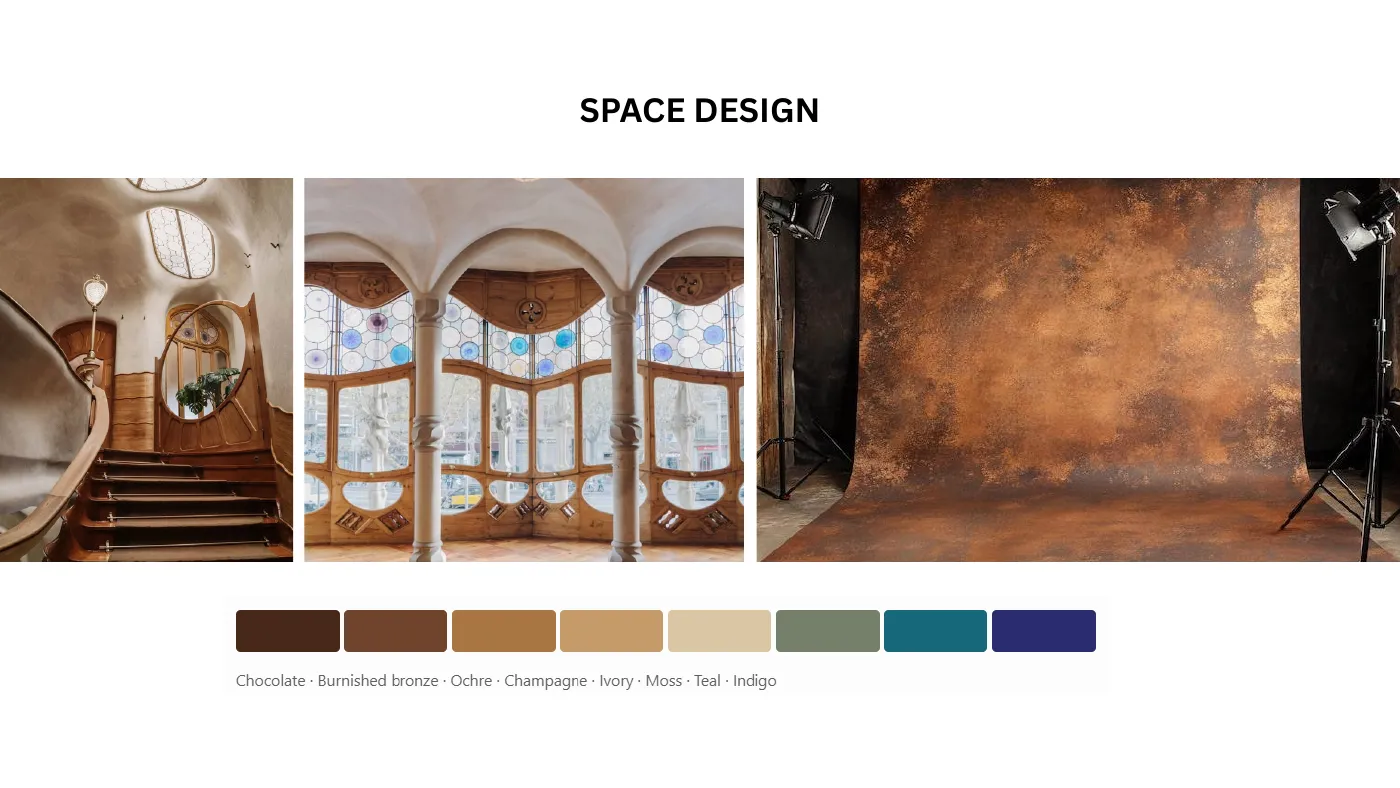 SPACE DESIGN
Chocolate · Burnished bronze · Ochre · Champagne · Ivory · Moss · Teal · Indigo